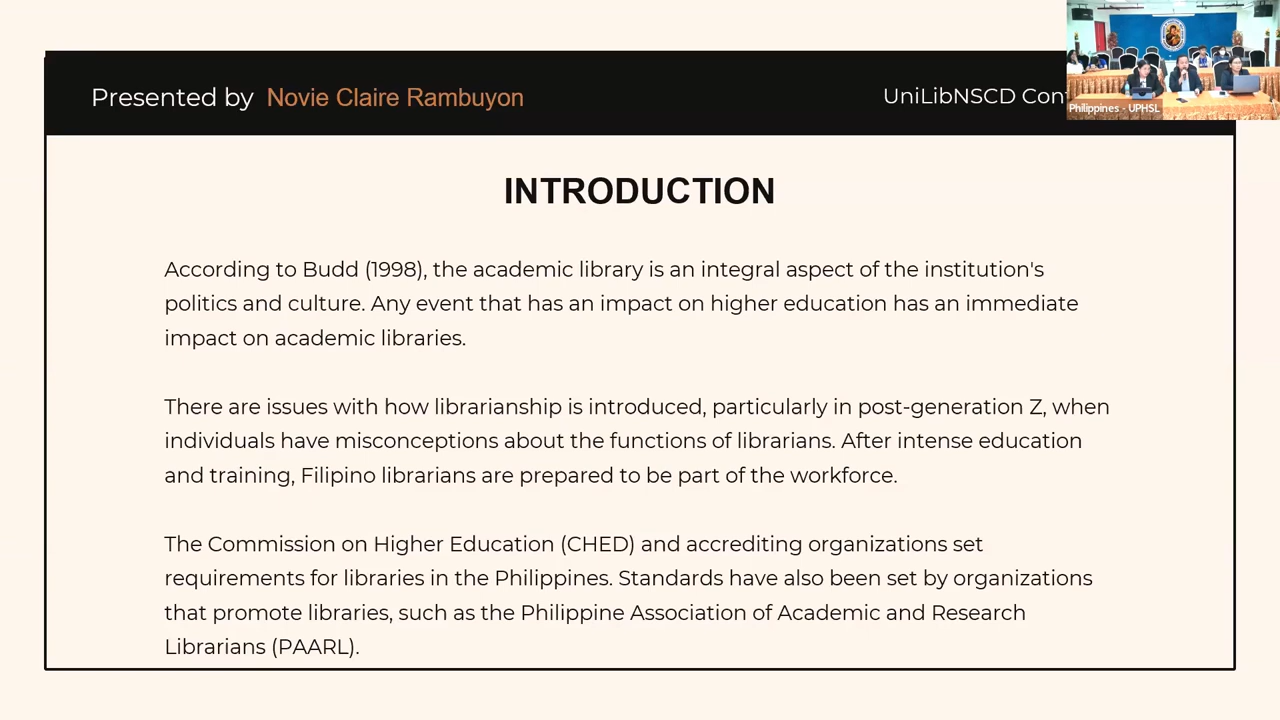 Presented by Novie Claire Rambuyon
UniLibNSCD
Philippines - UPHSL
INTRODUCTION
According to Budd (1998), the academic library is an integral aspect of the institution's
politics and culture. Any event that has an impact on higher education has an immediate
impact on academic libraries.
There are issues with how librarianship is introduced, particularly in post-generation Z, when
individuals have misconceptions about the functions of librarians. After intense education
and training, Filipino librarians are prepared to be part of the workforce.
The Commission on Higher Education (CHED) and accrediting organizations set
requirements for libraries in the Philippines. Standards have also been set by organizations
that promote libraries, such as the Philippine Association of Academic and Research
Librarians (PAARL).